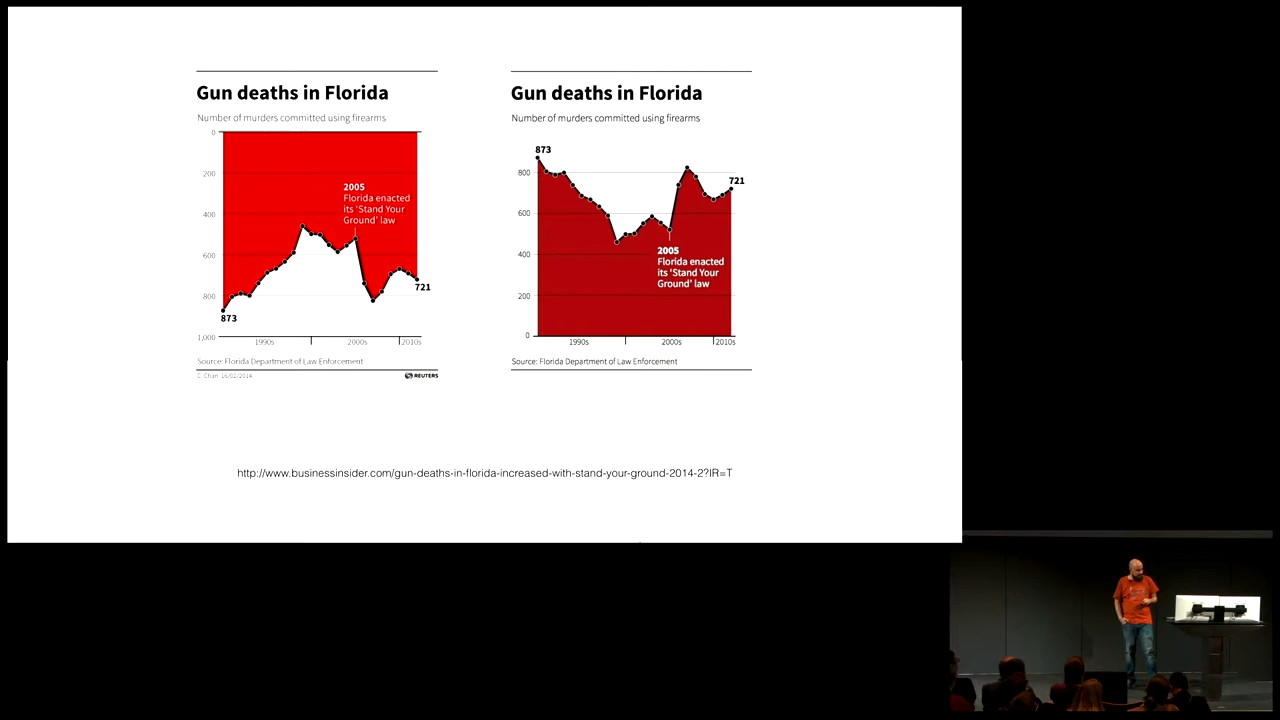 Gun deaths in Florida
Number of murders committed using firearms
0
200
400
600
800
1,000
2005
Florida enacted
its 'Stand Your
Ground' law
873
721
1990s
2000s
2010s
Source: Florida Department of Law Enforcement
C. Chan 16/02/2014
REUTERS
Gun deaths in Florida
Number of murders committed using firearms
873
721
800
600
400
200
0
2005
Florida enacted
its 'Stand Your
Ground' law
1990s
2000s
2010s
Source: Florida Department of Law Enforcement
http://www.businessinsider.com/gun-deaths-in-florida-increased-with-stand-your-ground-2014-2?IR=T